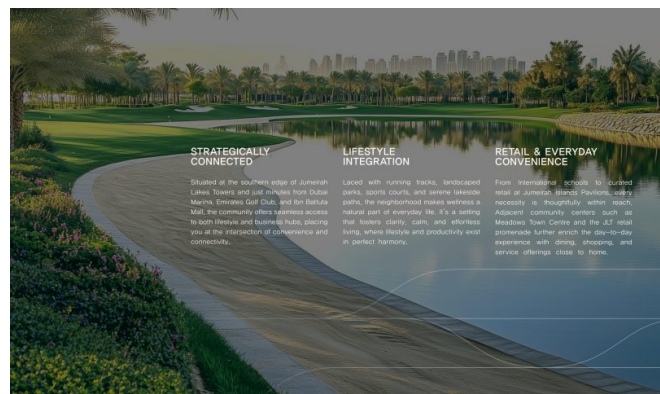 STRATEGICALLY
CONNECTED
Situated at the southern edge of Jumeirah
Lakes Towers and just minutes from Dubai
Marina, Emirates Golf Club, and Ibn Battuta
Mall, the community offers seamless access
to both lifestyle and business hubs, placing
you at the intersection of convenience and
connectivity.
LIFESTYLE
INTEGRATION
Laced with running tracks, landscaped
parks, sports courts, and serene lakeside
paths, the neighborhood makes wellness a
natural part of everyday life. It's a setting
that fosters clarity, calm, and effortless
living, where lifestyle and productivity exist
in perfect harmony.
RETAIL & EVERYDAY
CONVENIENCE
From international schools to curated
retail at Jumeirah Islands Pavilions, every
necessity is thoughtfully within reach.
Adjacent community centers such as
Meadows Town Centre and the JLT retail
promenade further enrich the day-to-day
experience with dining, shopping, and
service offerings close to home.